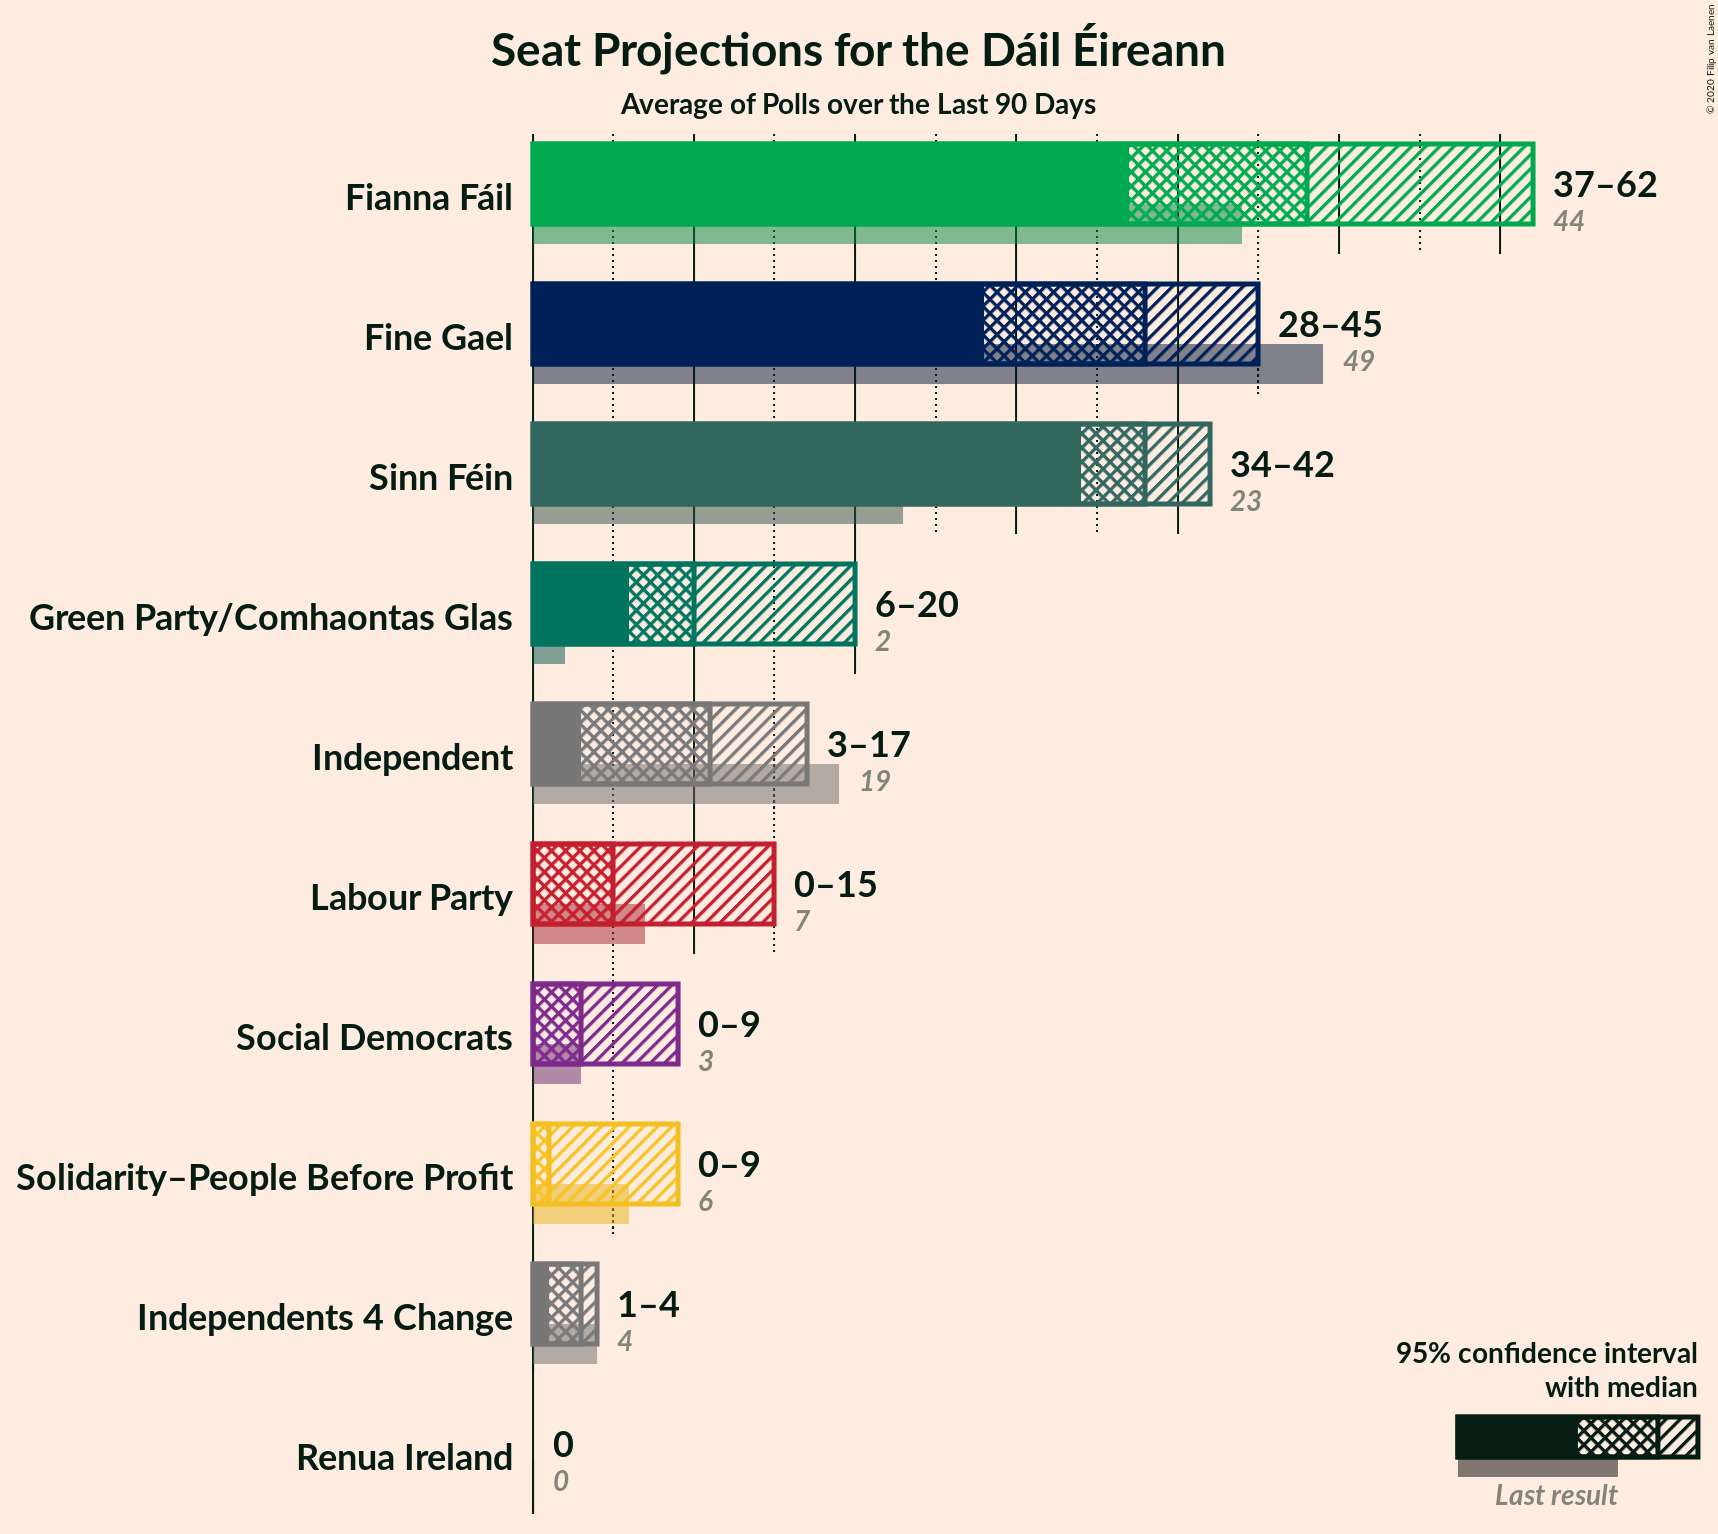 Seat Projections for the Dáil Éireann
Average of Polls over the Last 90 Days
© 2020 Filip van Laenen
Fianna Fáil
37–62
44
Fine Gael
28–45
49
Sinn Féin
34–42
23
Green Party/Comhaontas Glas
6–20
2
Independent
3–17
19
Labour Party
0–15
7
Social Democrats
0–9
3
Solidarity–People Before Profit
0–9
6
Independents 4 Change
1–4
4
Renua Ireland
0
0
95% confidence interval
with median
Last result